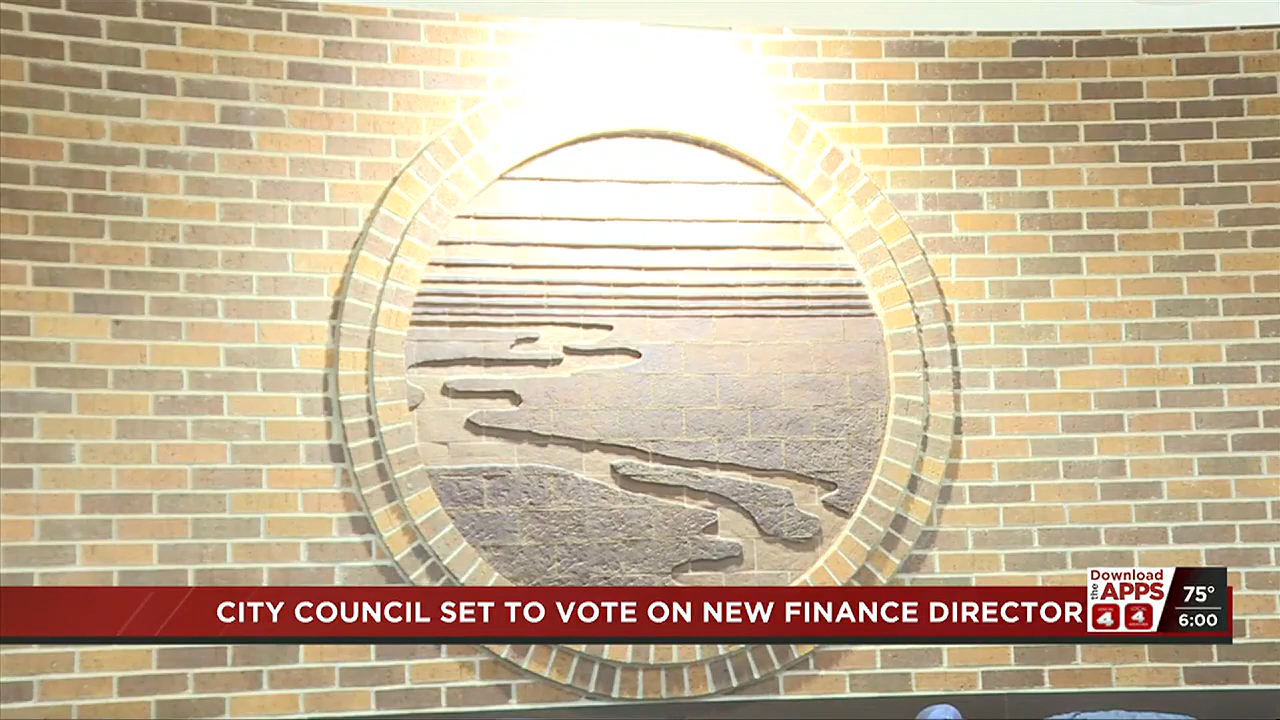 CITY COUNCIL SET TO VOTE ON NEW FINANCE DIRECTOR
Download
the APPS
4 4
75°
6:00